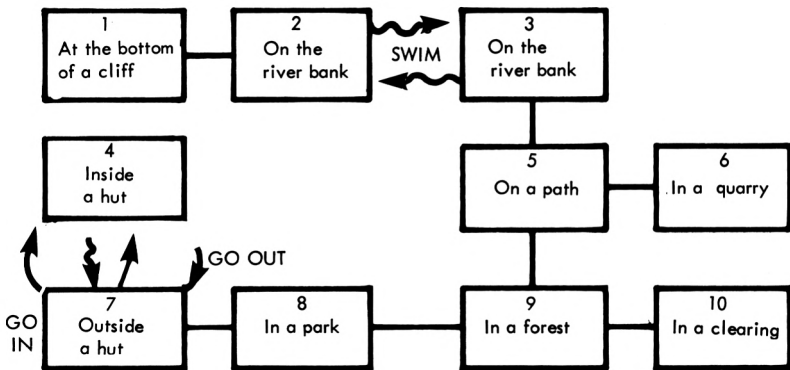 1
At the bottom
of a cliff
2
On the
river bank
SWIM
3
On the
river bank
4
Inside
a hut
5
On a path
6
In a quarry
GO OUT
GO
IN
7
Outside
a hut
8
In a park
9
In a forest
10
In a clearing